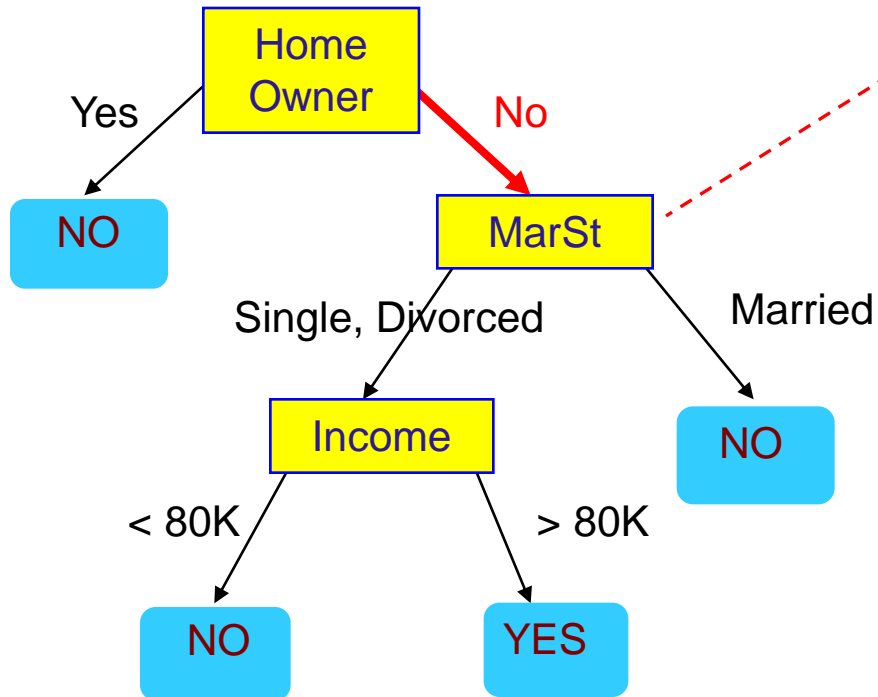 Home
Owner
Yes
No
NO
MarSt
Single, Divorced
Married
Income
NO
< 80K
> 80K
NO
YES